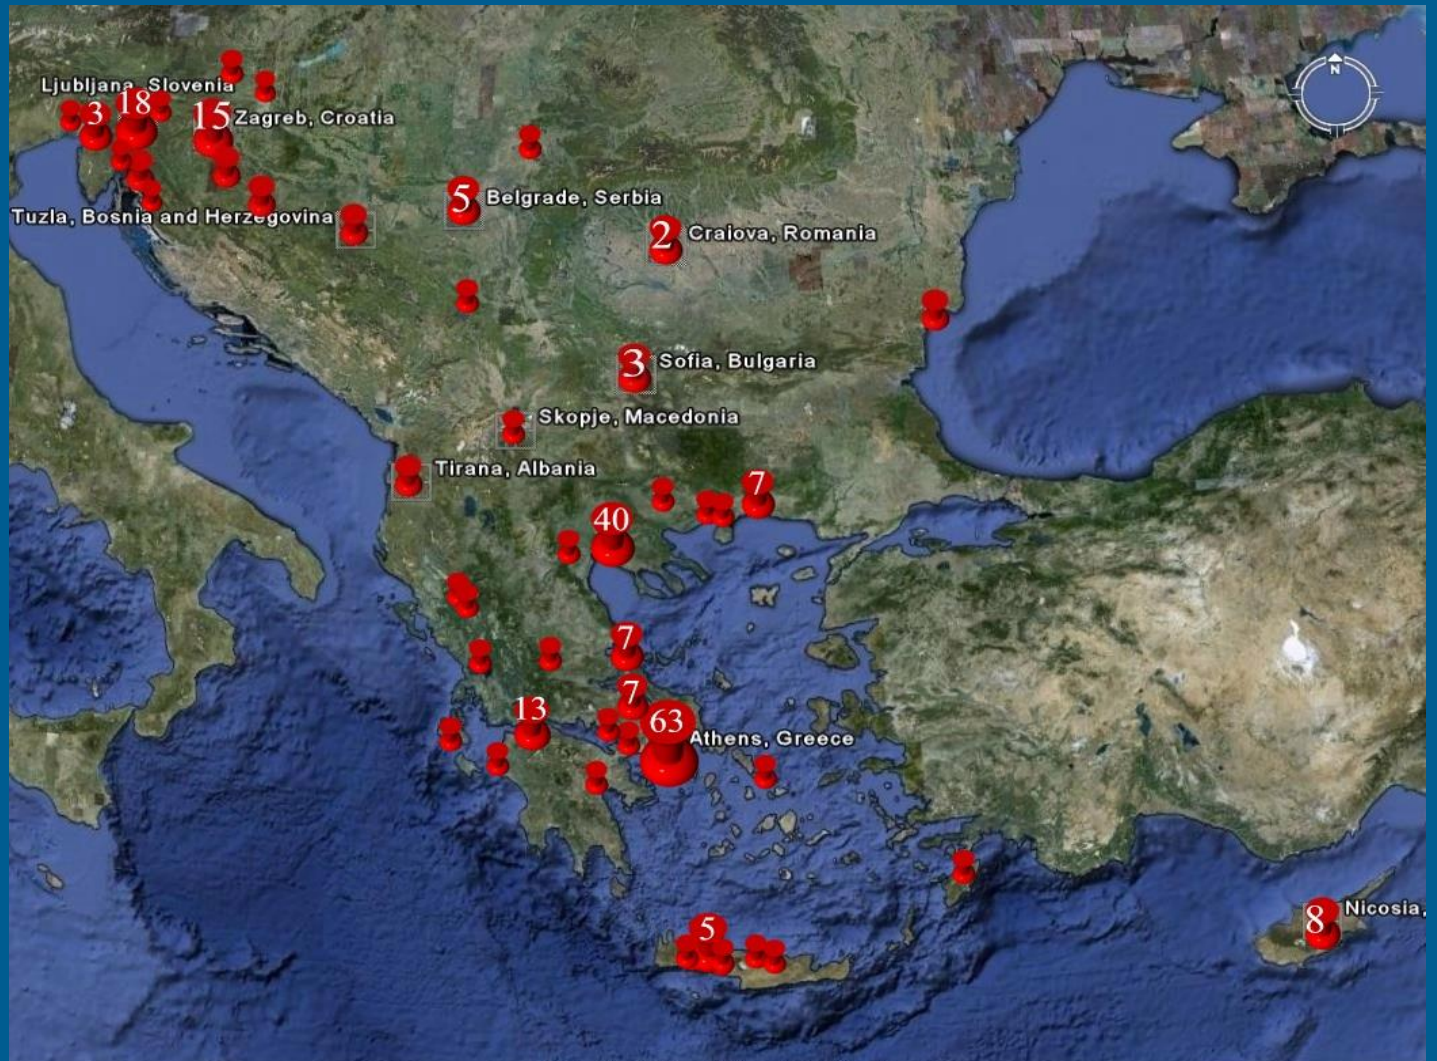 N
Ljubljana, Slovenia
3
18
15
Zagreb, Croatia
5
Belgrade, Serbia
Tuzla, Bosnia and Herzegovina
2
Craiova, Romania
3
Sofia, Bulgaria
Skopje, Macedonia
Tirana, Albania
7
40
7
7
13
63
Athens, Greece
8
Nicosia,
5